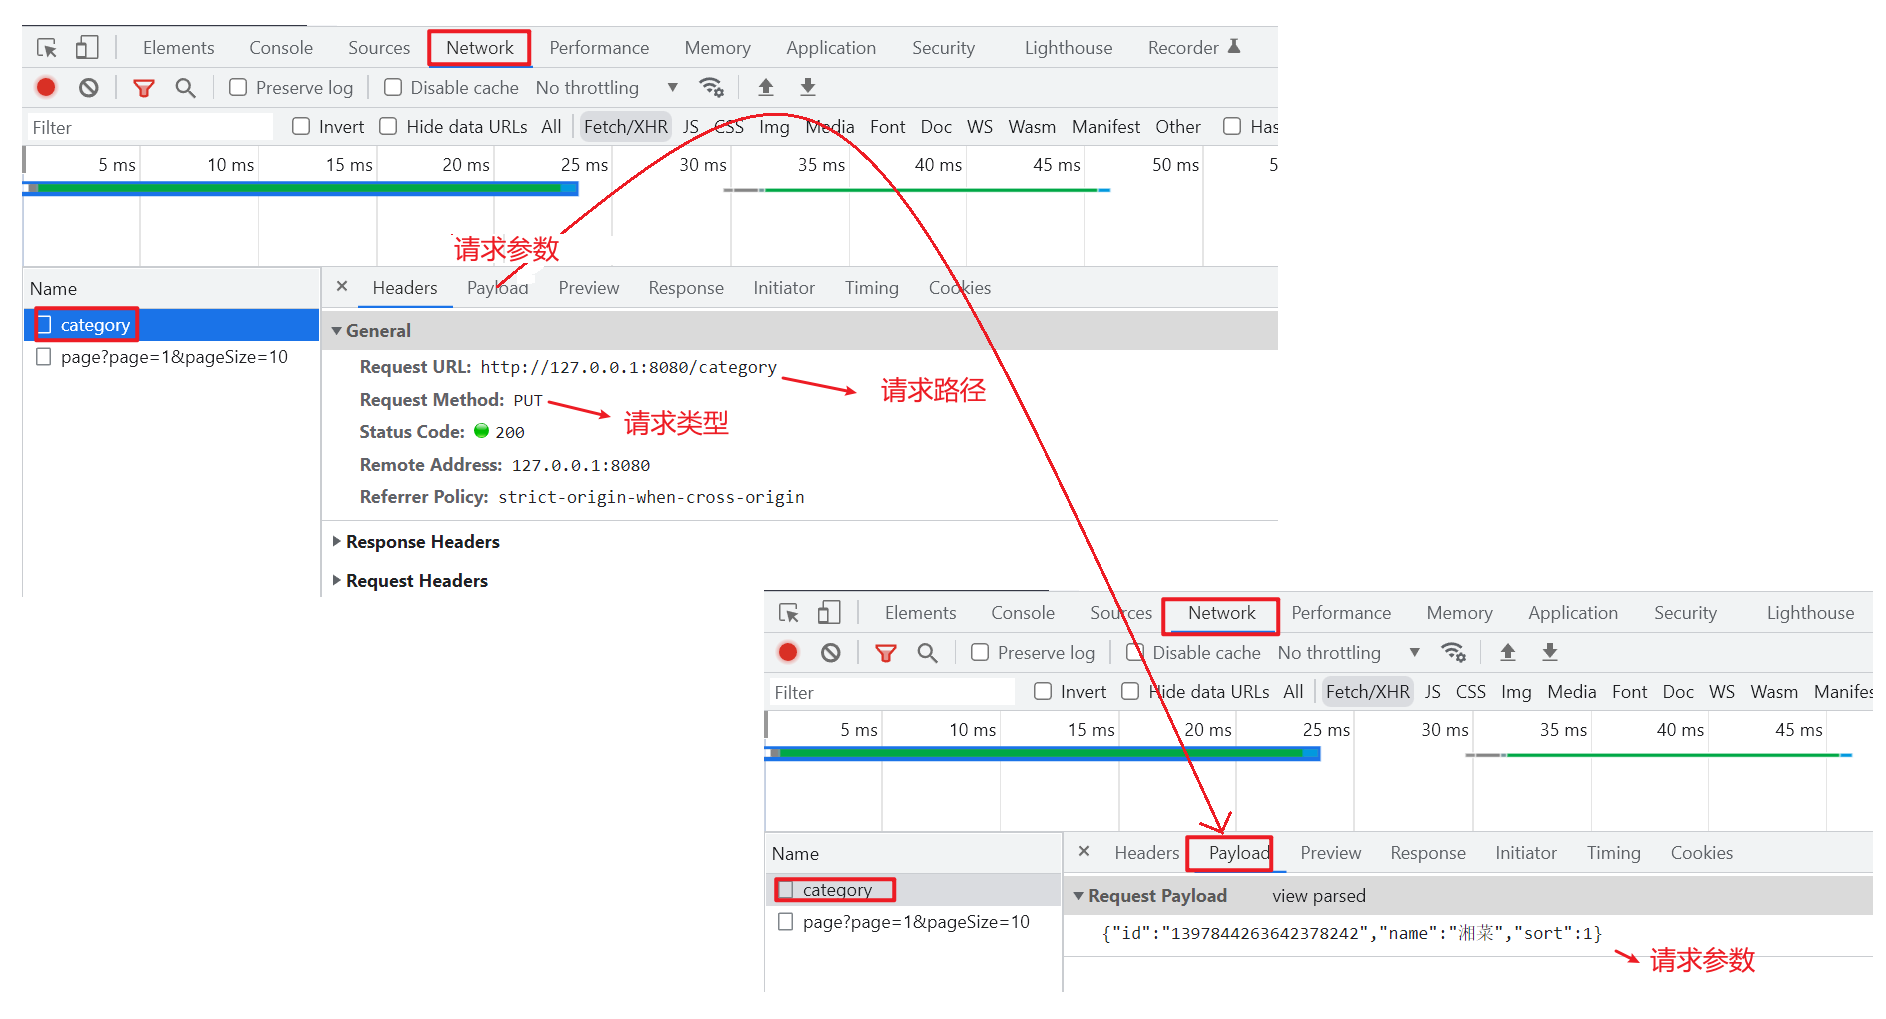 Elements Console Sources Network Performance Memory Application Security Lighthouse Recorder
Preserve log Disable cache No throttling
Filter Invert Hide data URLs All Fetch/XHR JS CSS Img Media Font Doc WS Wasm Manifest Other Has
5 ms 10 ms 15 ms 20 ms 25 ms 30 ms 35 ms 40 ms 45 ms 50 ms 5
请求参数
Name × Headers Payload Preview Response Initiator Timing Cookies
category
page?page=1&pageSize=10
General
Request URL: http://127.0.0.1:8080/category
请求路径
Request Method: PUT
请求类型
Status Code: 200
Remote Address: 127.0.0.1:8080
Referrer Policy: strict-origin-when-cross-origin
Response Headers
Request Headers
Elements Console Sources Network Performance Memory Application Security Lighthouse
Preserve log Disable cache No throttling
Filter Invert Hide data URLs All Fetch/XHR JS CSS Img Media Font Doc WS Wasm Manifes
5 ms 10 ms 15 ms 20 ms 25 ms 30 ms 35 ms 40 ms 45 ms
Name × Headers Payload Preview Response Initiator Timing Cookies
category
page?page=1&pageSize=10
Request Payload view parsed
{"id":"1397844263642378242","name":"湘菜","sort":1}
请求参数